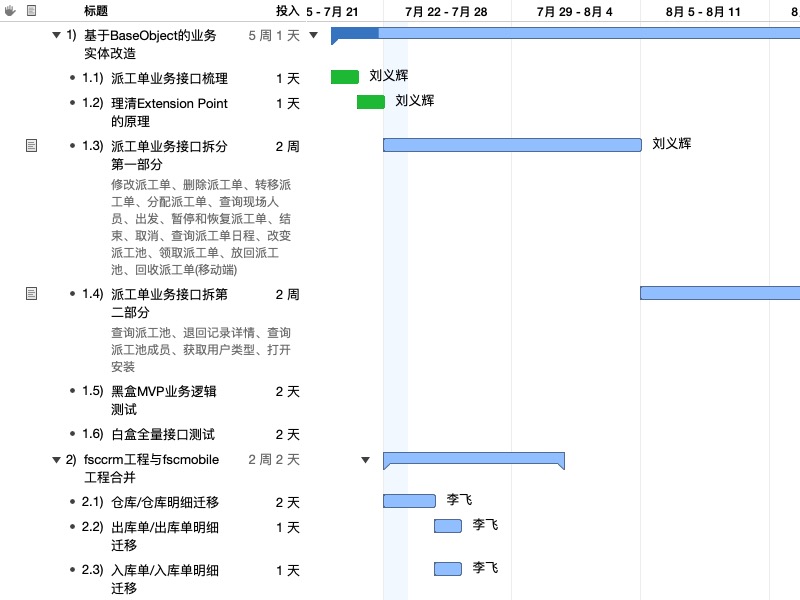 标题 投入 5 - 7月 21 7月 22 - 7月 28 7月 29 - 8月 4 8月 5 - 8月 11 8
1) 基于BaseObject的业务 5 周 1 天
实体改造
1.1) 派工单业务接口梳理 1 天 刘义辉
1.2) 理清Extension Point 1 天 刘义辉
的原理
1.3) 派工单业务接口拆分 2 周 刘义辉
第一部分
修改派工单、删除派工单、转移派
工单、分配派工单、查询现场人
员、出发、暂停和恢复派工单、结
束、取消、查询派工单日程、改变
派工池、领取派工单、放回派工
池、回收派工单(移动端)
1.4) 派工单业务接口拆第 2 周
二部分
查询派工池、退回记录详情、查询
派工池成员、获取用户类型、打开
安装
1.5) 黑盒MVP业务逻辑 2 天
测试
1.6) 白盒全量接口测试 2 天
2) fsccrm工程与fscmobile 2 周 2 天
工程合并
2.1) 仓库/仓库明细迁移 2 天 李飞
2.2) 出库单/出库单明细 1 天 李飞
迁移
2.3) 入库单/入库单明细 1 天 李飞
迁移